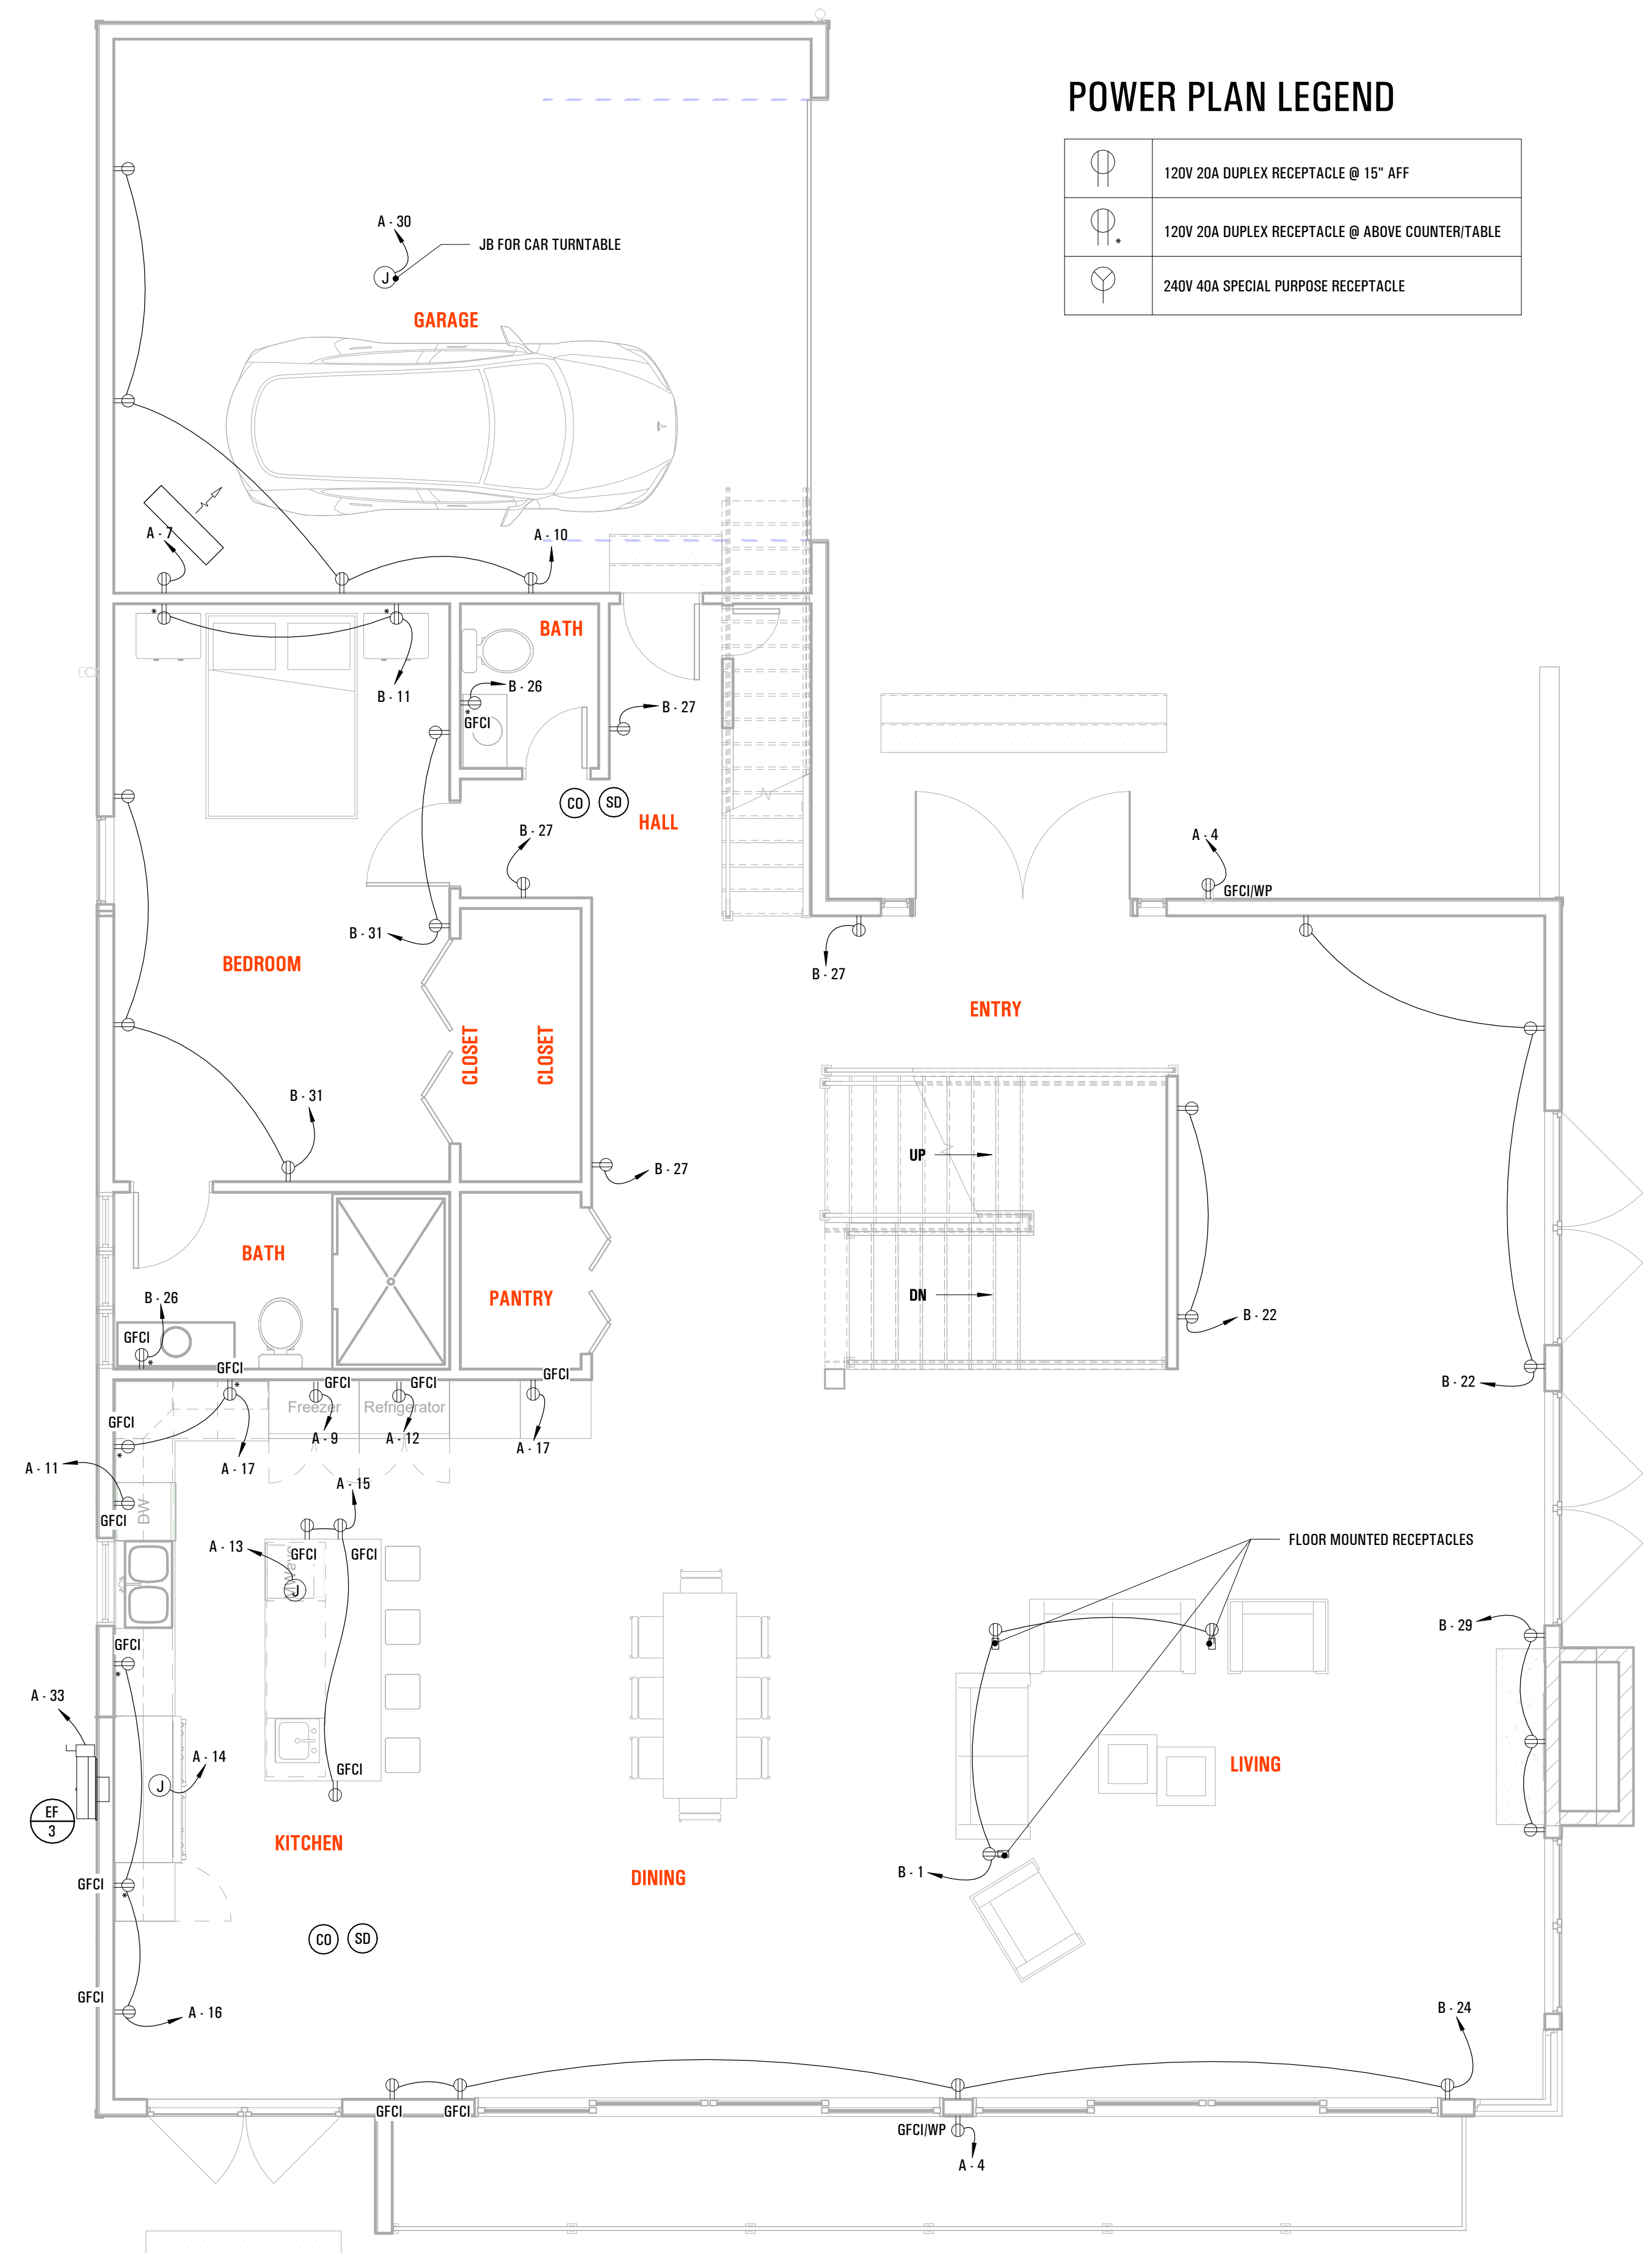 POWER PLAN LEGEND
120V 20A DUPLEX RECEPTACLE @ 15" AFF
120V 20A DUPLEX RECEPTACLE @ ABOVE COUNTER/TABLE
*
240V 40A SPECIAL PURPOSE RECEPTACLE
A - 30
JB FOR CAR TURNTABLE
J
GARAGE
A - 7
A - 10
*
*
BATH
B - 26
B - 11
*
GFCI
B - 27
CO
SD
HALL
B - 27
A - 4
GFCI/WP
B - 31
BEDROOM
B - 27
ENTRY
CLOSET
CLOSET
B - 31
UP
B - 27
BATH
PANTRY
DN
B - 26
B - 22
GFCI
*
GFCI
GFCI
GFCI
GFCI
B - 22
*
Freezer
Refrigerator
GFCI
*
A - 9
A - 12
A - 17
A - 11
A - 17
A - 15
DW
GFCI
A - 13
GFCI
GFCI
J
FLOOR MOUNTED RECEPTACLES
GFCI
*
B - 29
A - 33
A - 14
J
GFCI
LIVING
EF
3
KITCHEN
B - 1
DINING
GFCI
*
CO
SD
GFCI
A - 16
B - 24
GFCI
GFCI
GFCI/WP
A - 4